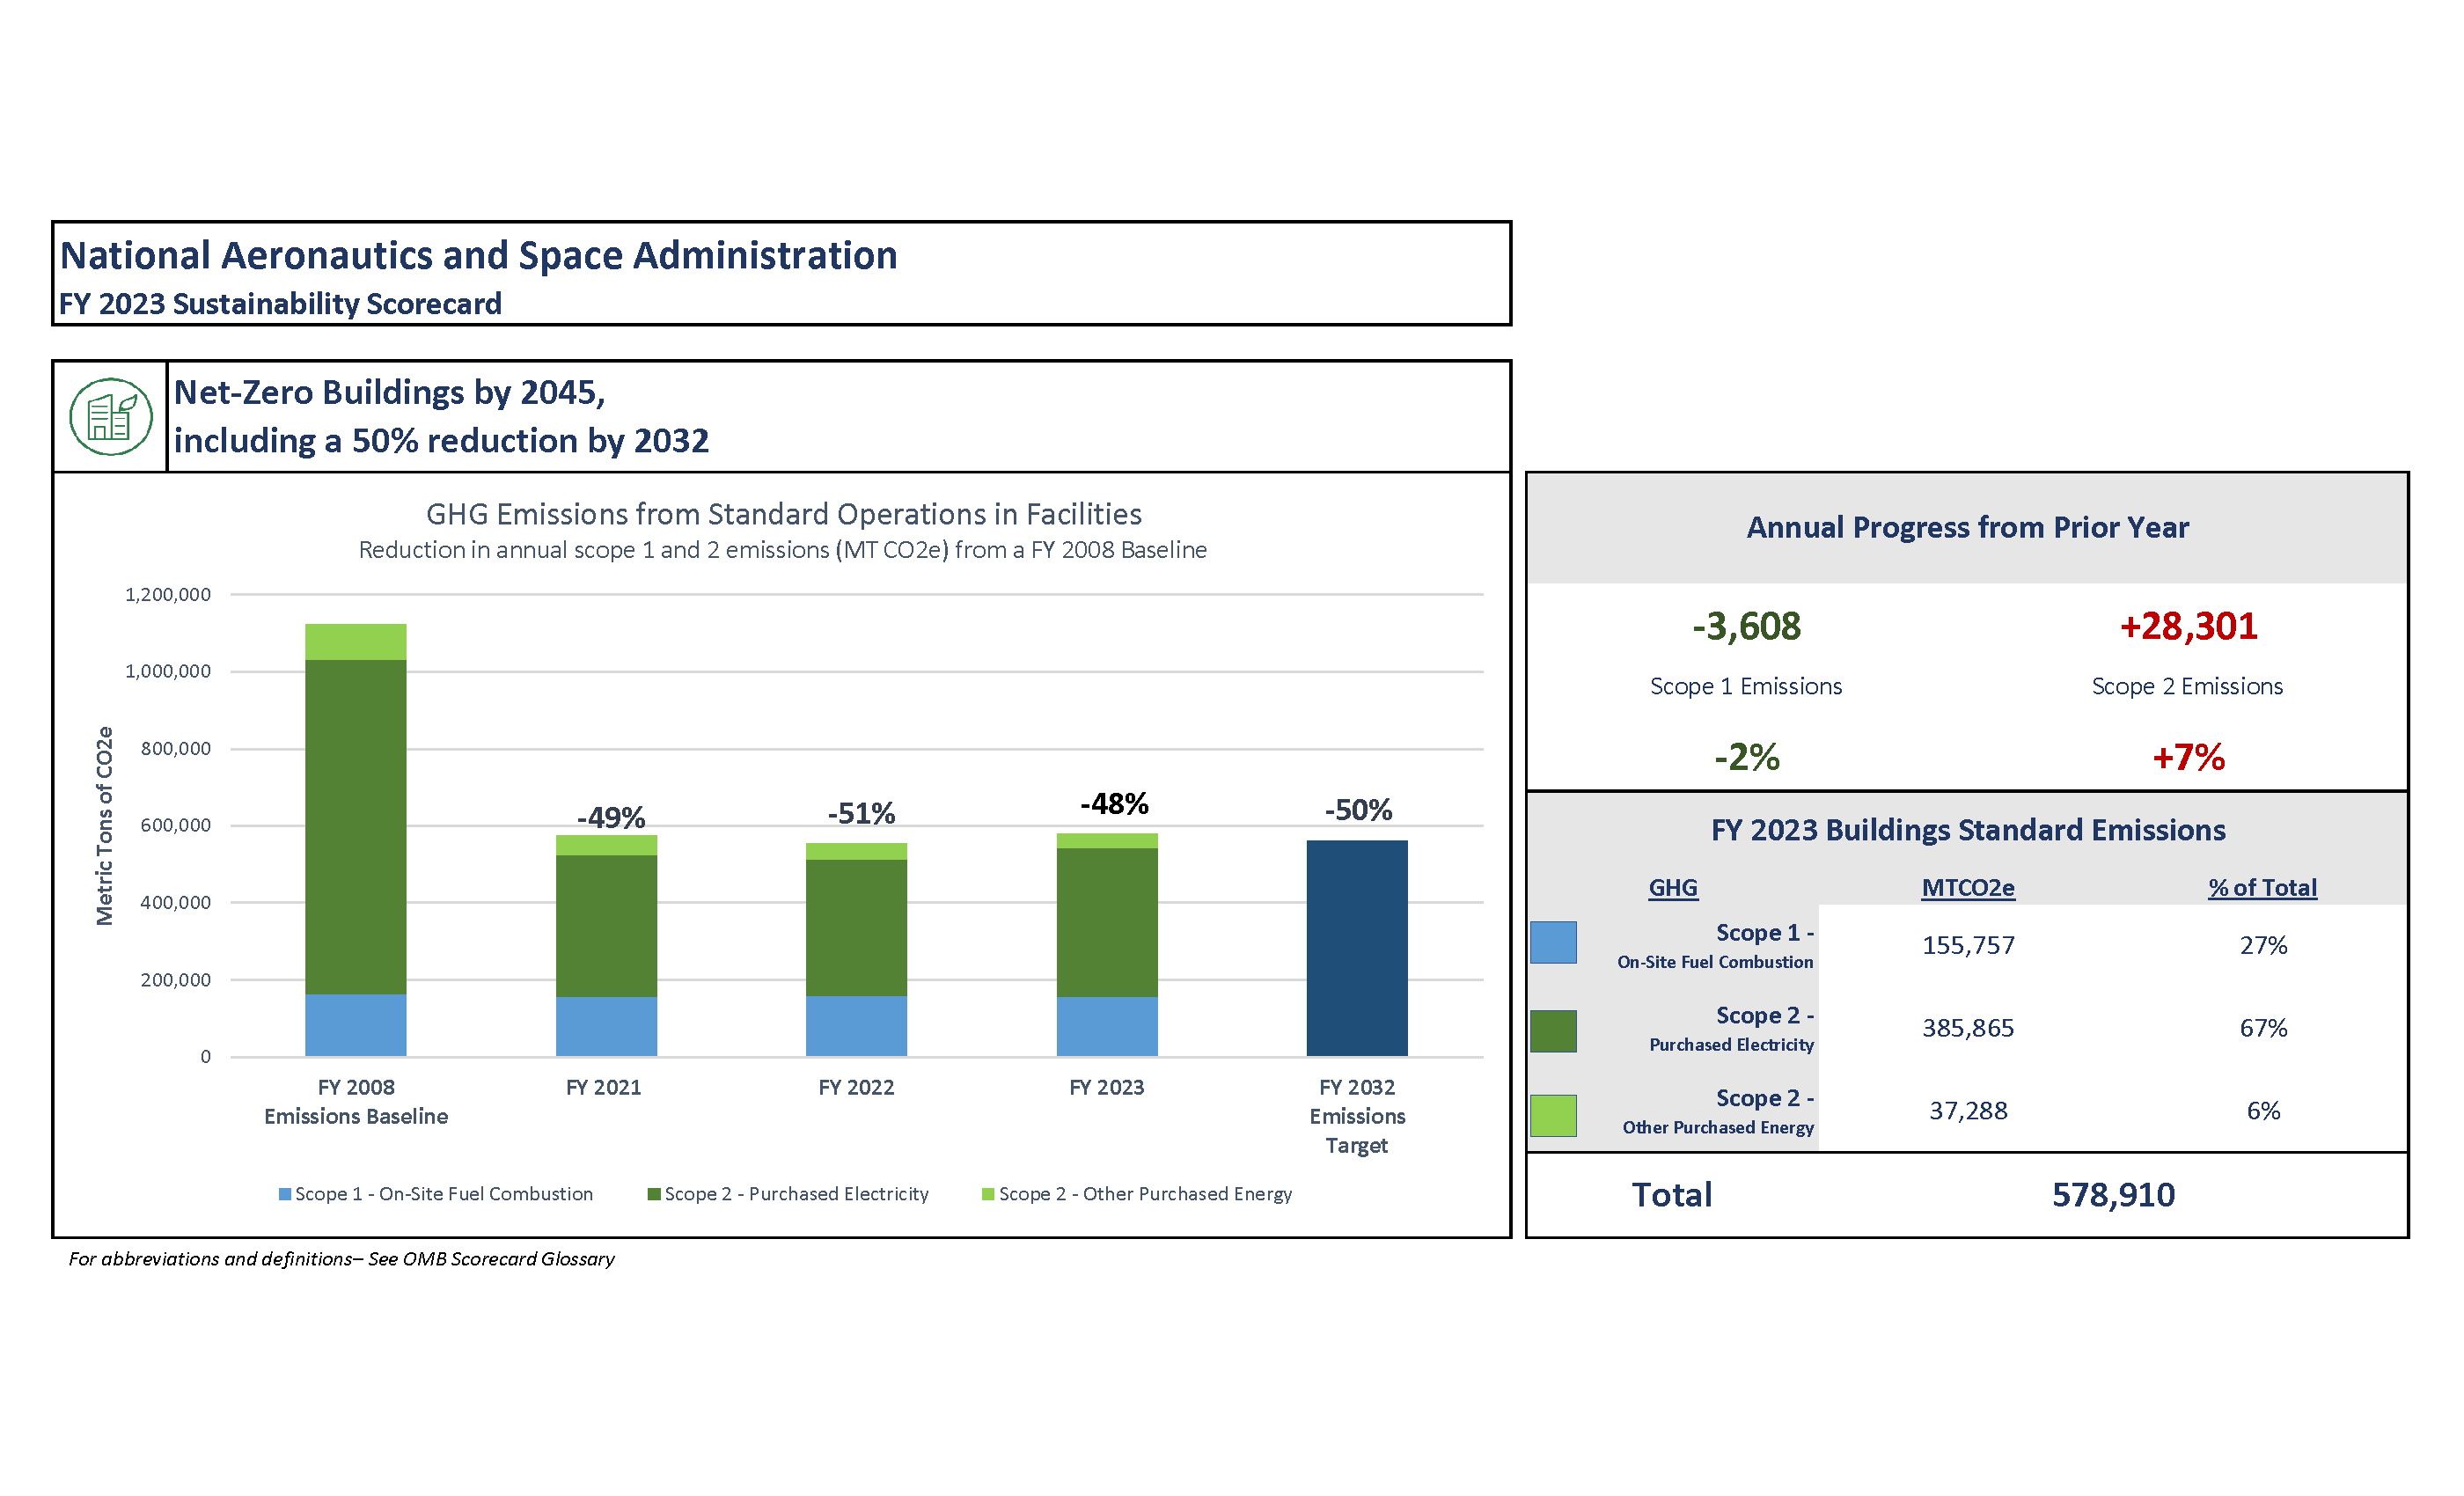 National Aeronautics and Space Administration
FY 2023 Sustainability Scorecard
Net-Zero Buildings by 2045,
including a 50% reduction by 2032
GHG Emissions from Standard Operations in Facilities
Reduction in annual scope 1 and 2 emissions (MT CO2e) from a FY 2008 Baseline
Metric Tons of CO2e
1,200,000
1,000,000
800,000
600,000
400,000
200,000
0
-49%
-51%
-48%
-50%
FY 2008
Emissions Baseline
FY 2021
FY 2022
FY 2023
FY 2032
Emissions
Target
Scope 1 - On-Site Fuel Combustion
Scope 2 - Purchased Electricity
Scope 2 - Other Purchased Energy
For abbreviations and definitions– See OMB Scorecard Glossary
Annual Progress from Prior Year
-3,608 +28,301
Scope 1 Emissions Scope 2 Emissions
-2% +7%
FY 2023 Buildings Standard Emissions
GHG MTCO2e % of Total
Scope 1 -
On-Site Fuel Combustion
155,757 27%
Scope 2 -
Purchased Electricity
385,865 67%
Scope 2 -
Other Purchased Energy
37,288 6%
Total 578,910